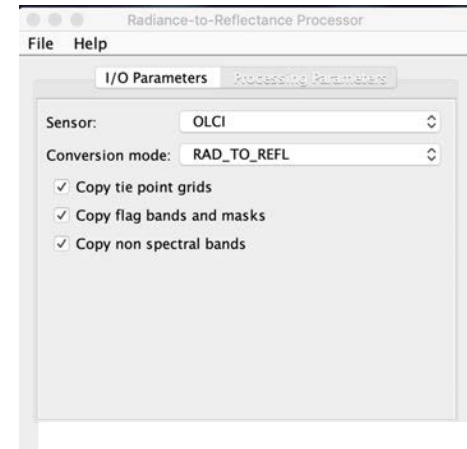 Radiance-to-Reflectance Processor
File Help
I/O Parameters Processing Parameters
Sensor: OLCI
Conversion mode: RAD_TO_REFL
Copy tie point grids
Copy flag bands and masks
Copy non spectral bands